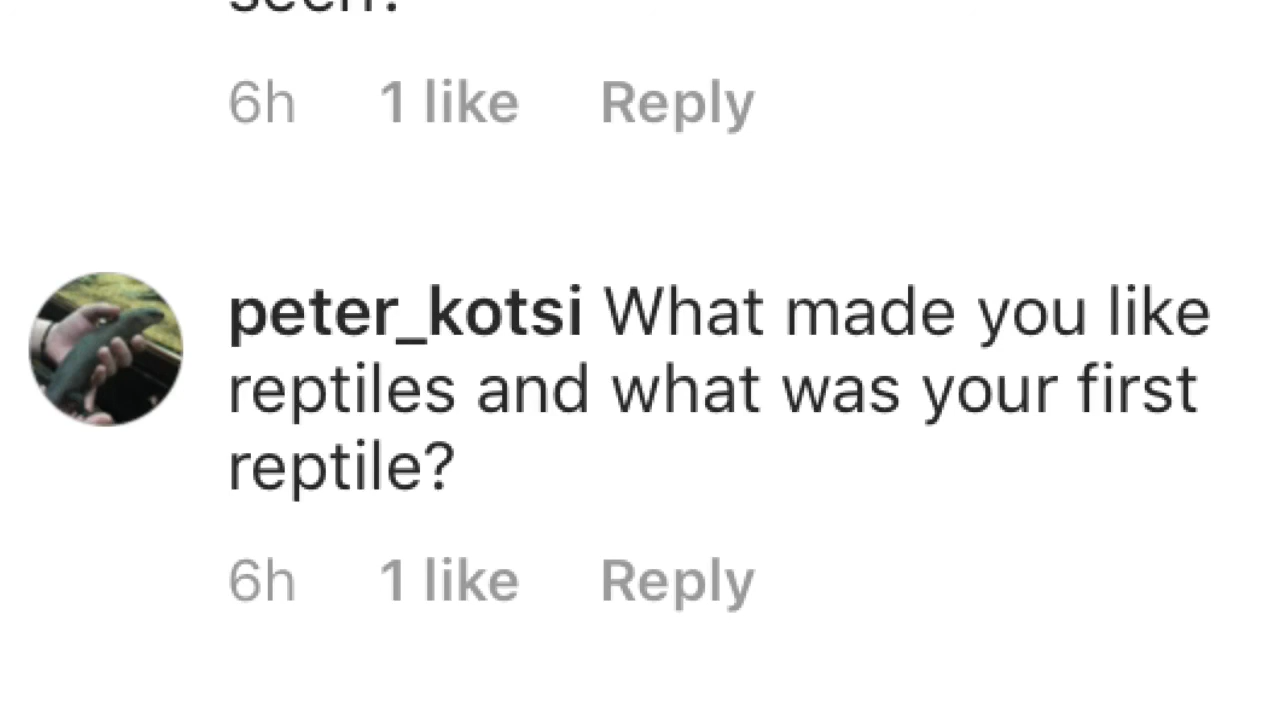 seen?
6h 1 like Reply
peter_kotsi What made you like
reptiles and what was your first
reptile?
6h 1 like Reply